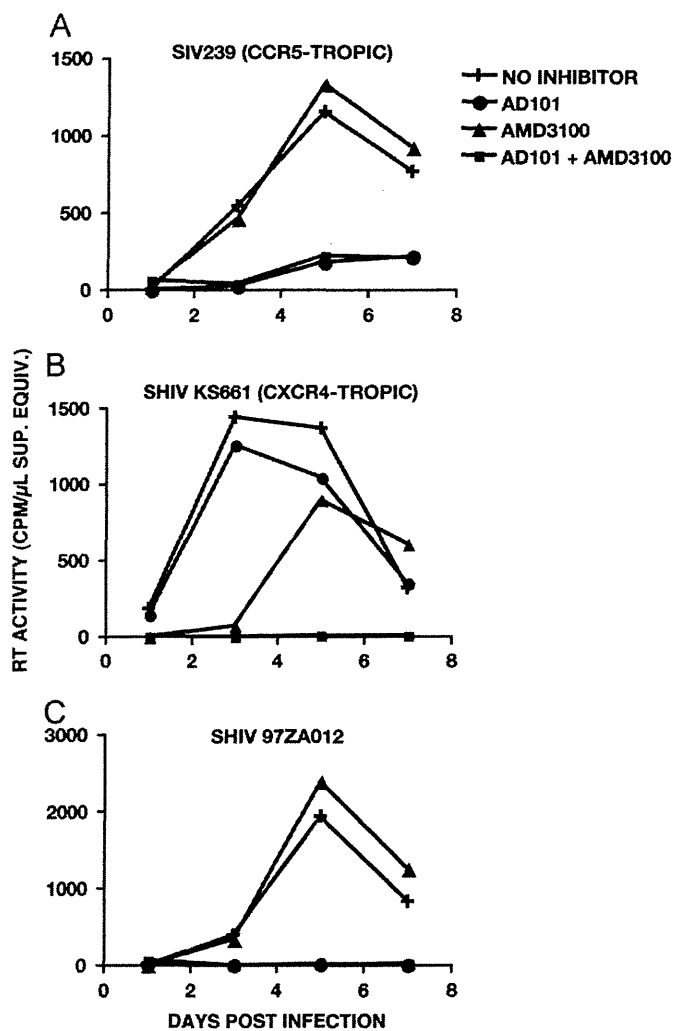 A
SIV239 (CCR5-TROPIC)
1500
1000
500
0
0 2 4 6 8
NO INHIBITOR
AD101
AMD3100
AD101 + AMD3100
RT ACTIVITY (CPM/µL SUP. EQUIV.)
B
SHIV KS661 (CXCR4-TROPIC)
1500
1000
500
0
0 2 4 6 8
C
SHIV 97ZA012
3000
2000
1000
0
0 2 4 6 8
DAYS POST INFECTION